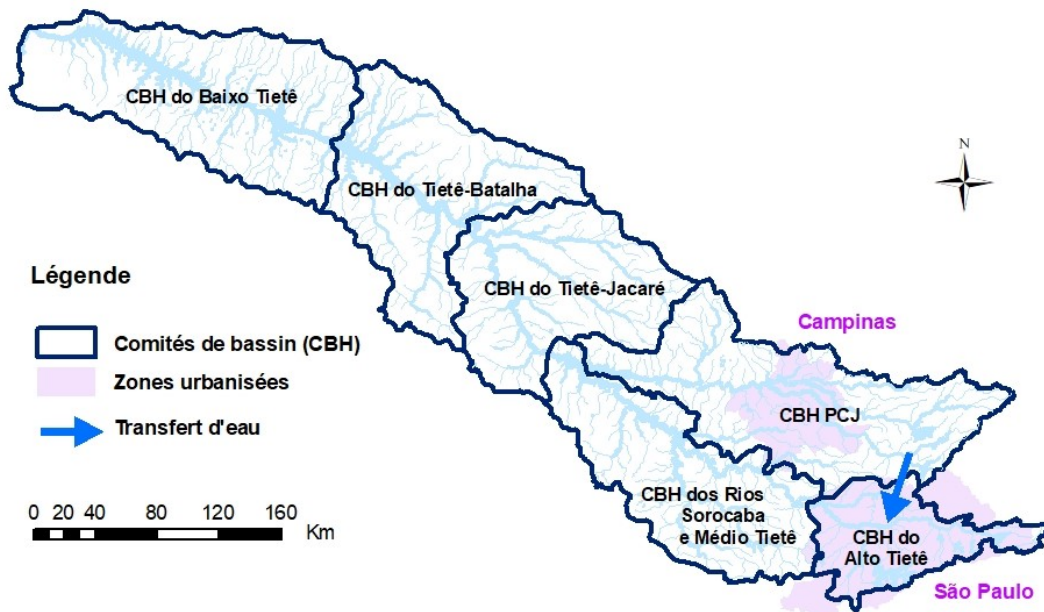 CBH do Baixo Tietê
N
CBH do Tietê-Batalha
Légende
CBH do Tietê-Jacaré
Campinas
Comités de bassin (CBH)
Zones urbanisées
CBH PCJ
Transfert d'eau
CBH dos Rios
Sorocaba
e Médio Tietê
0 20 40 80 120 160
Km
CBH do
Alto Tietê
São Paulo